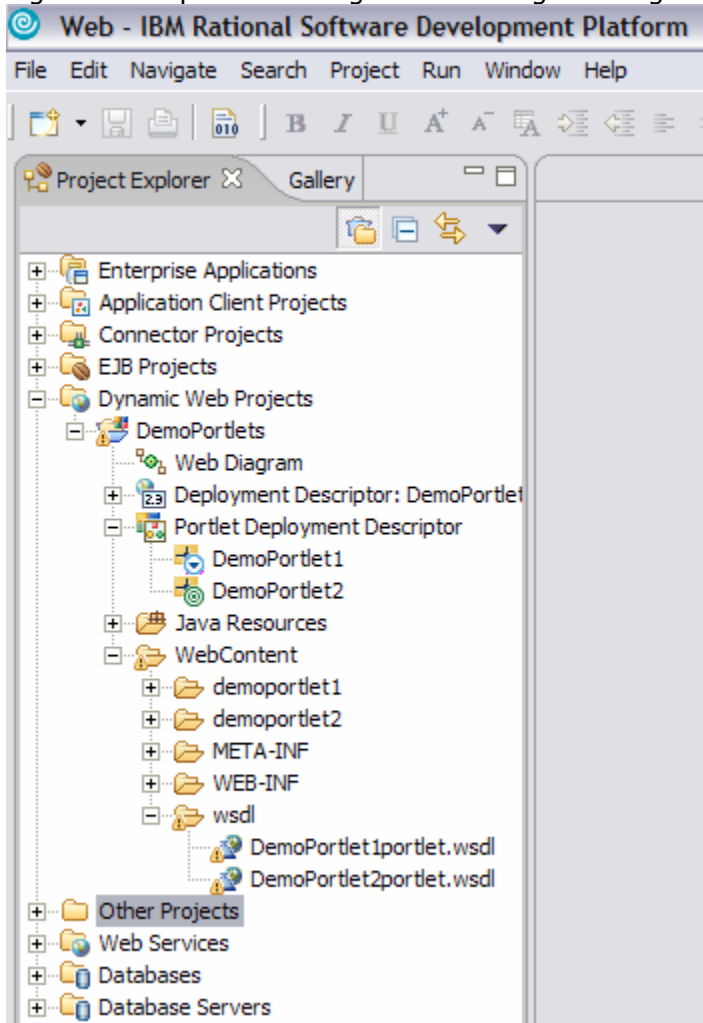 Web - IBM Rational Software Development Platform
File Edit Navigate Search Project Run Window Help
010 B I U A+ A- A
Project Explorer Gallery
Enterprise Applications
Application Client Projects
Connector Projects
EJB Projects
Dynamic Web Projects
DemoPortlets
Web Diagram
2.3 Deployment Descriptor: DemoPortlet
Portlet Deployment Descriptor
DemoPortlet1
DemoPortlet2
Java Resources
WebContent
demoportlet1
demoportlet2
META-INF
WEB-INF
wsdl
DemoPortlet1portlet.wsdl
DemoPortlet2portlet.wsdl
Other Projects
Web Services
Databases
Database Servers